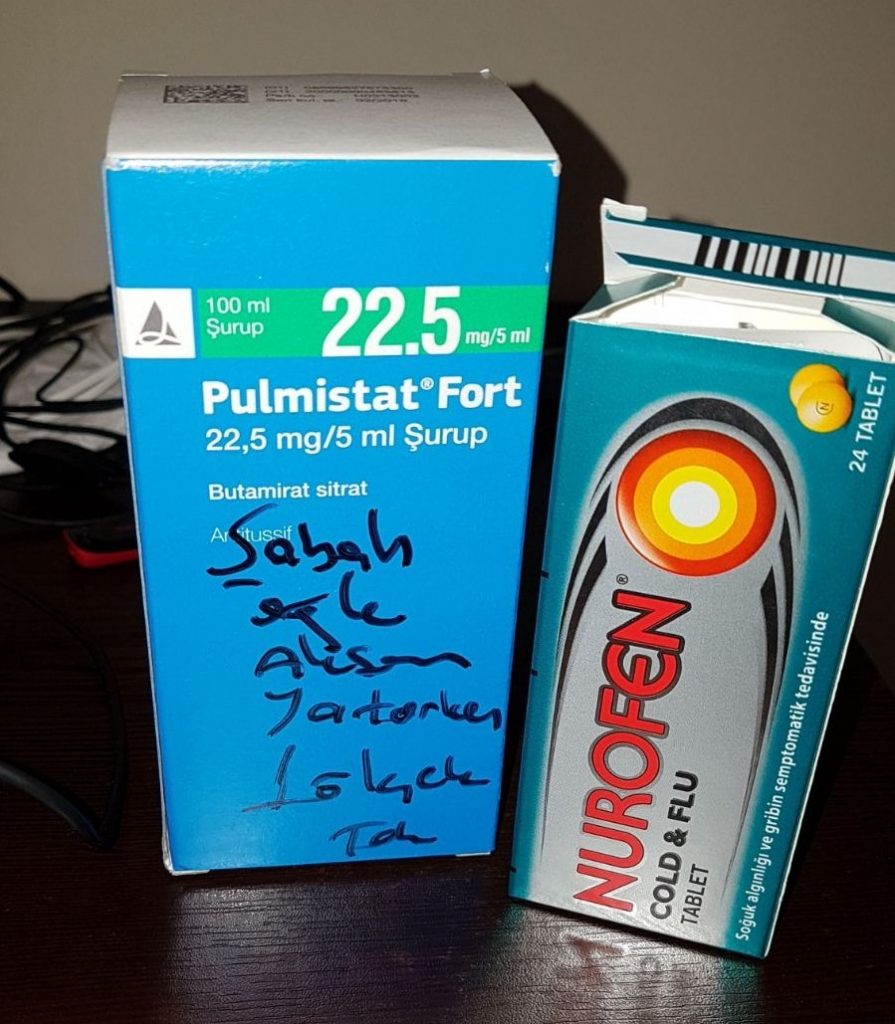 100 ml
Şurup
22.5 mg/5 ml
Pulmistat® Fort
22,5 mg/5 ml Şurup
Butamirat sitrat
Antitussif
Sabah
öğle
Akşam
Yatarken
1 ölçek
Tok
24 TABLET
N
NUROFEN®
COLD & FLU
TABLET
Soğuk algınlığı ve gribin semptomatik tedavisinde